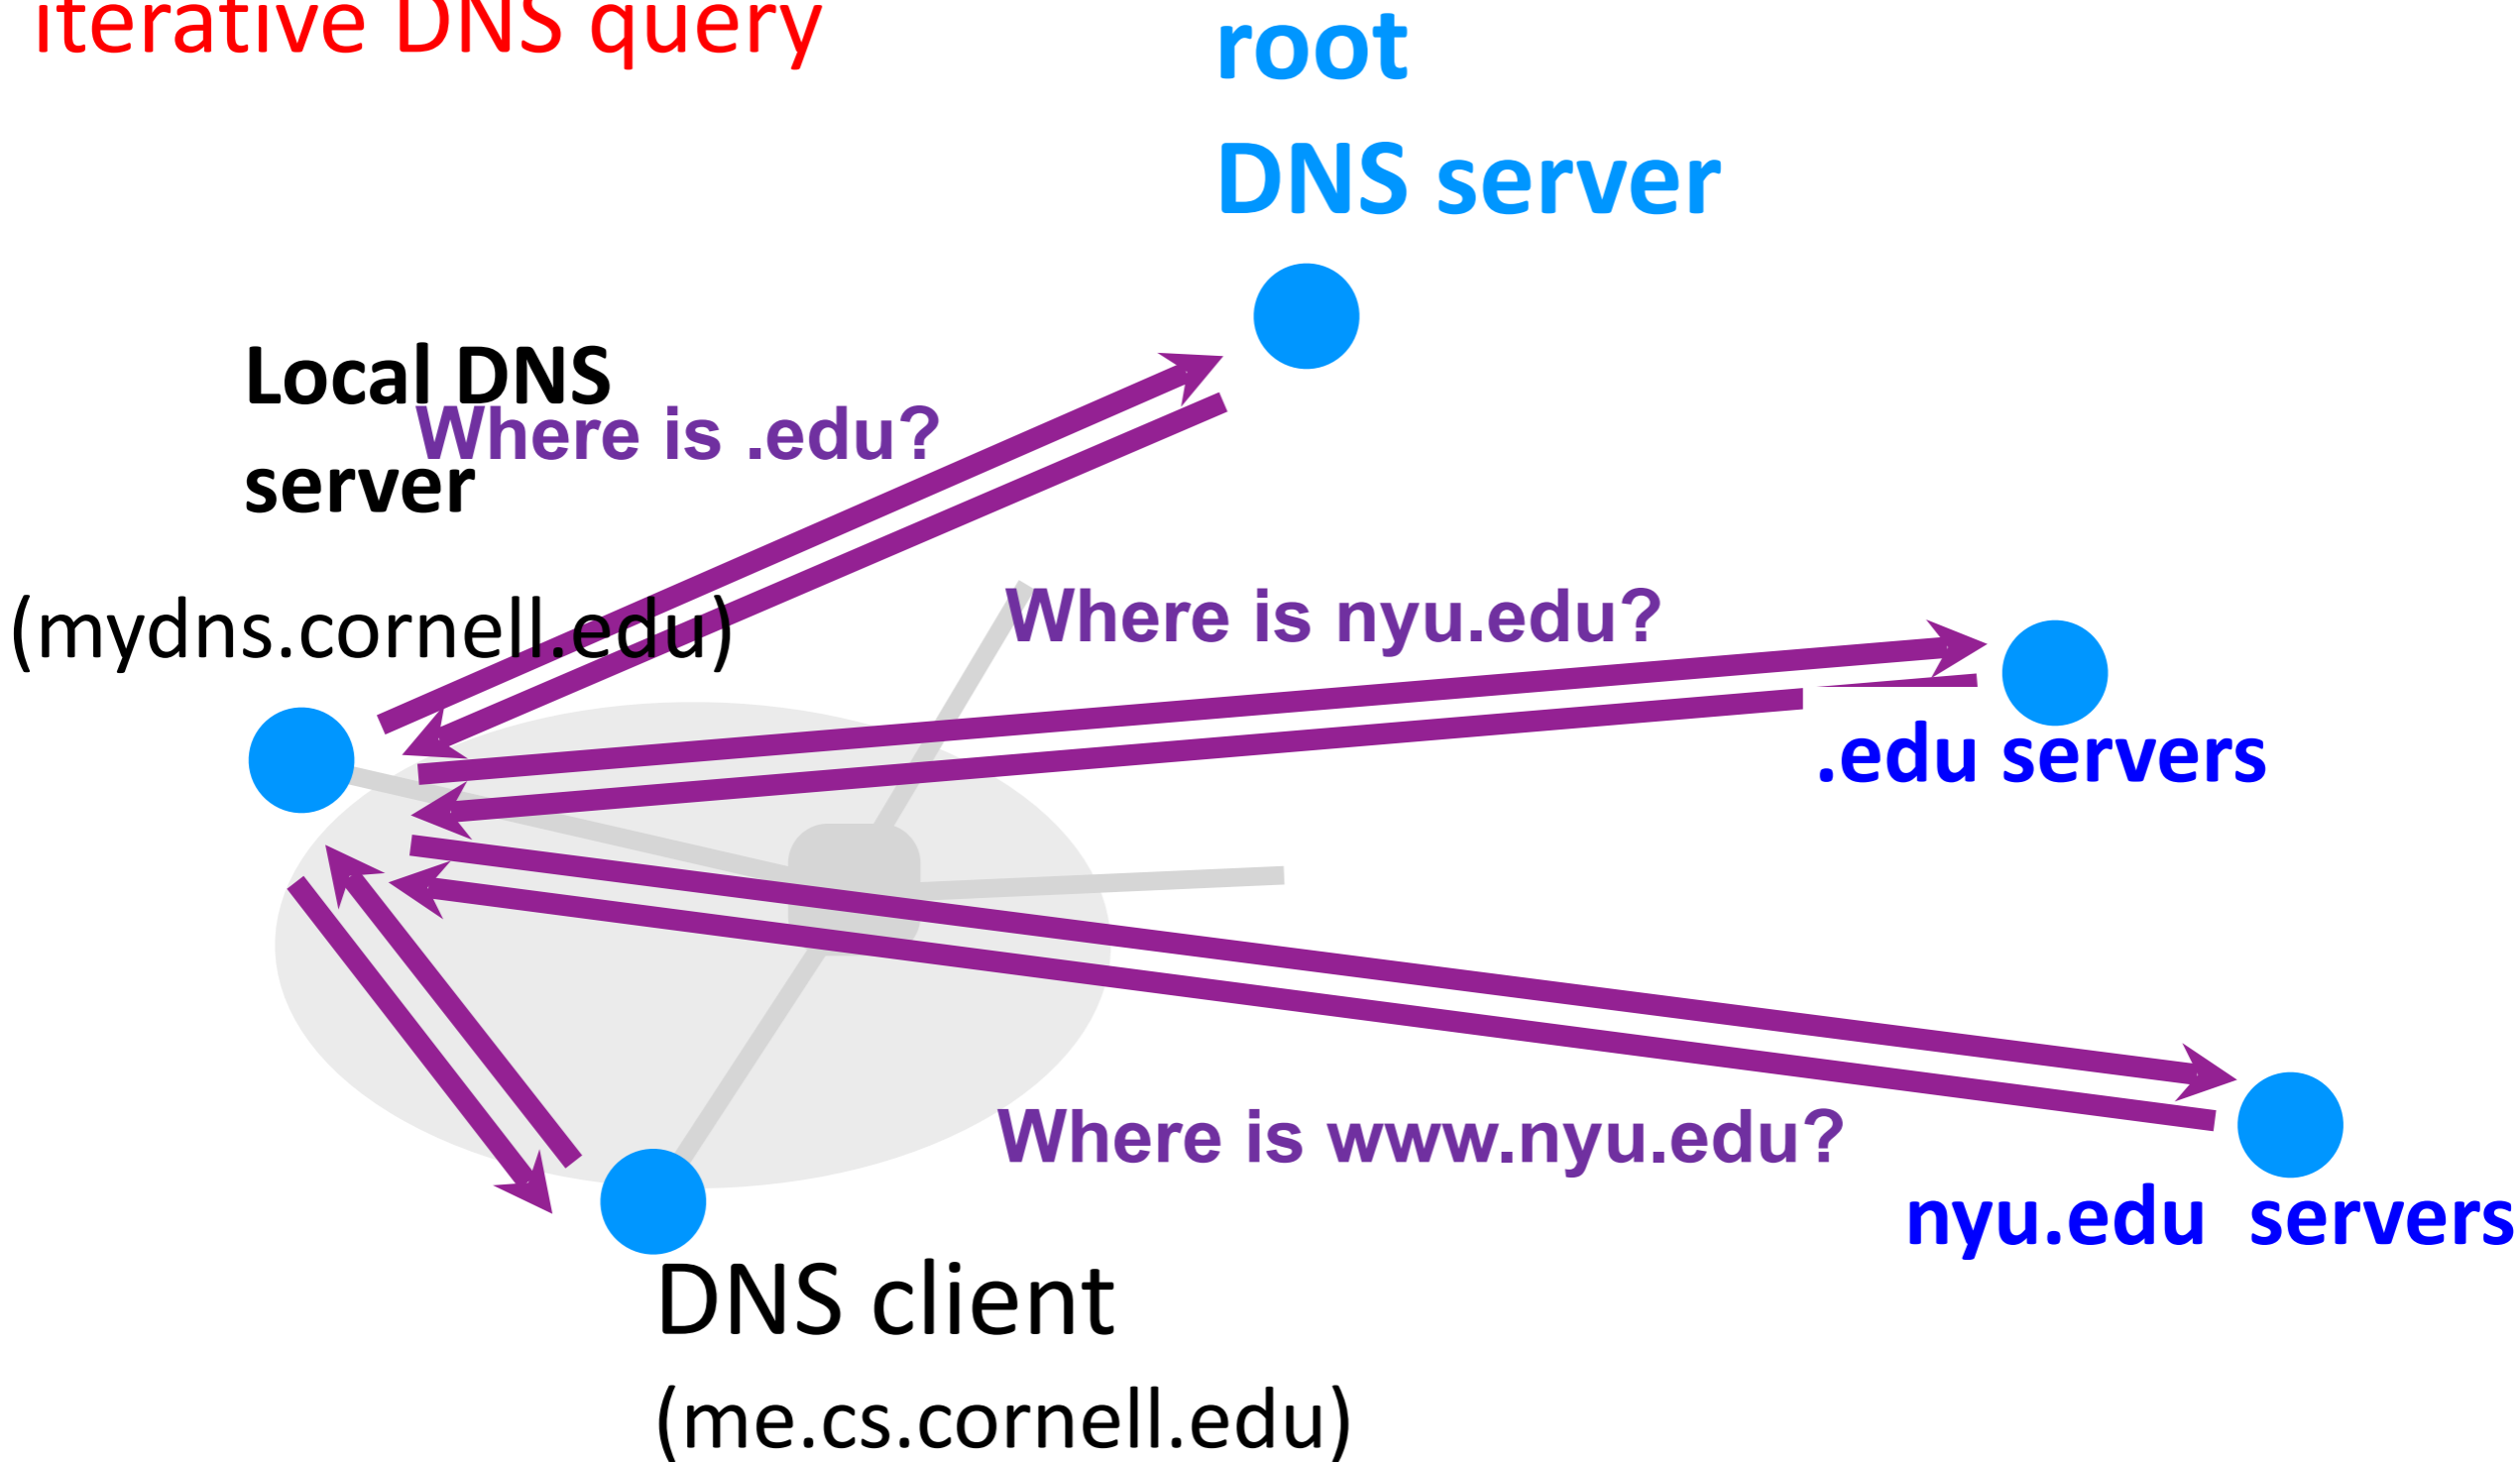 iterative DNS query
root
DNS server
Local DNS
Where is .edu?
server
(mydns.cornell.edu)
Where is nyu.edu?
.edu servers
Where is www.nyu.edu?
nyu.edu  servers
DNS client
(me.cs.cornell.edu)